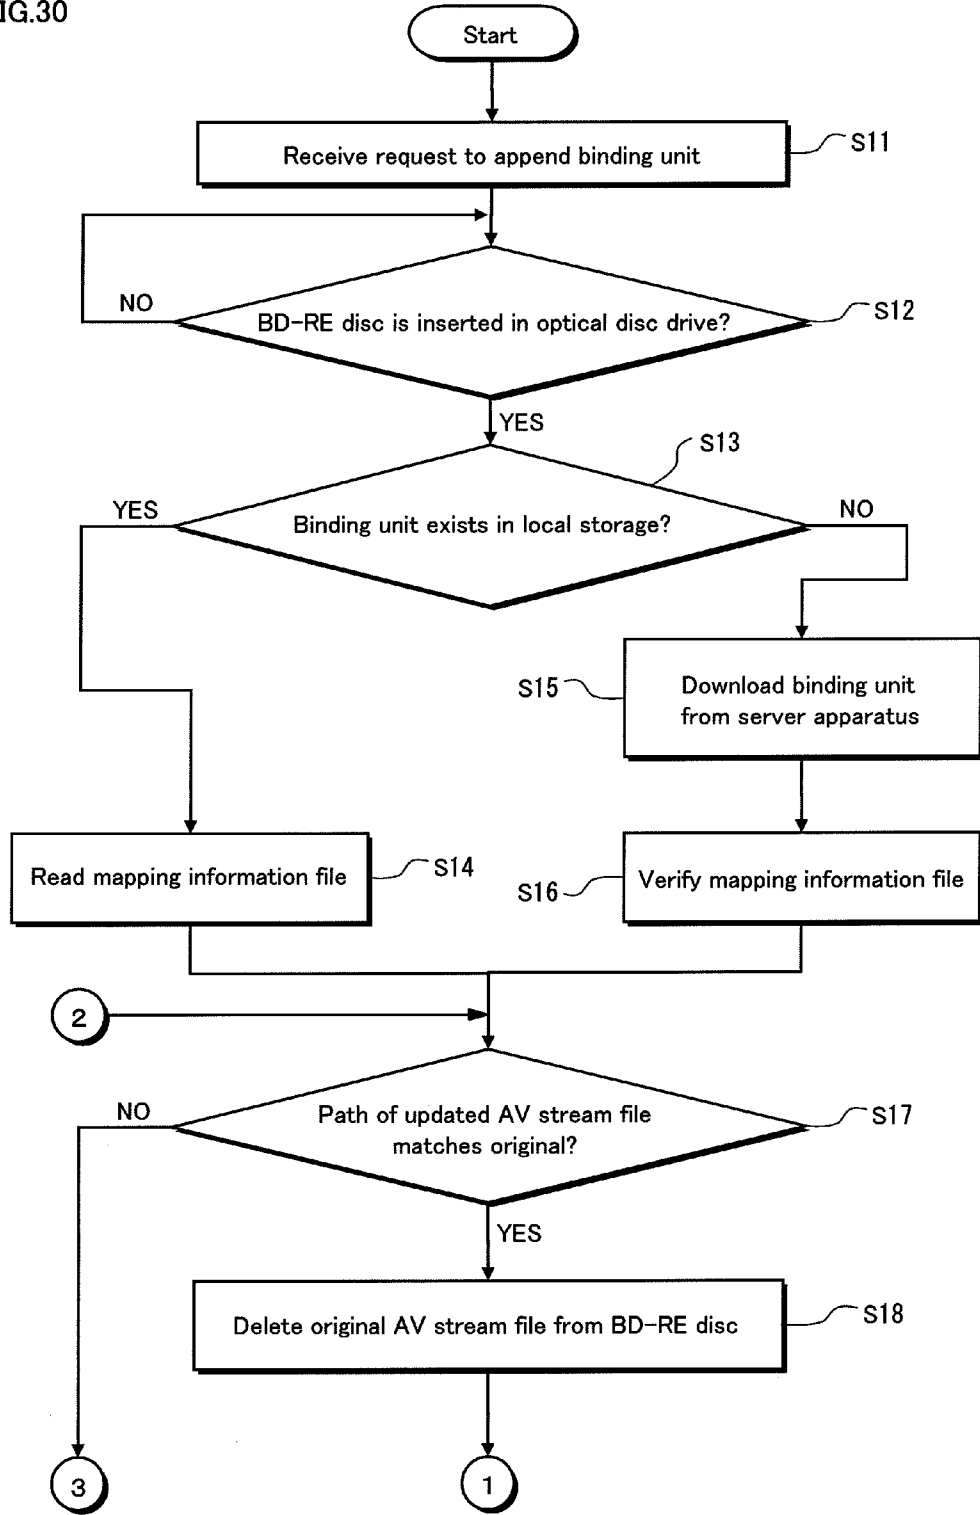 IG.30
Start
Receive request to append binding unit
S11
NO
BD-RE disc is inserted in optical disc drive?
S12
YES
S13
YES
Binding unit exists in local storage?
NO
S15
Download binding unit
from server apparatus
Read mapping information file
S14
S16
Verify mapping information file
2
NO
Path of updated AV stream file
matches original?
S17
YES
Delete original AV stream file from BD-RE disc
S18
3
1